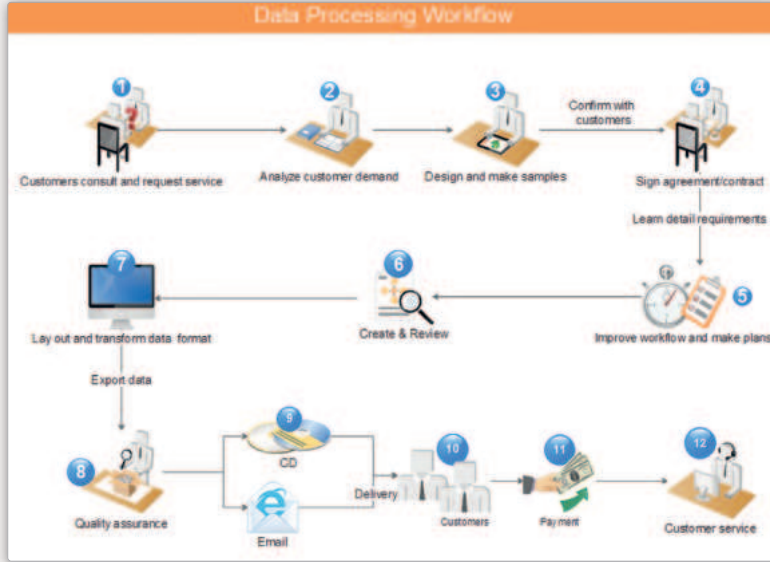 Data Processing Workflow
1
2
3
4
Confirm with
customers
Customers consult and request service
Analyze customer demand
Design and make samples
Sign agreement/contract
Learn detail requirements
7
6
5
Lay out and transform data format
Create & Review
Improve workflow and make plans
Export data
8
9
10
11
12
CD
Delivery
Quality assurance
Email
Customers
Payment
Customer service